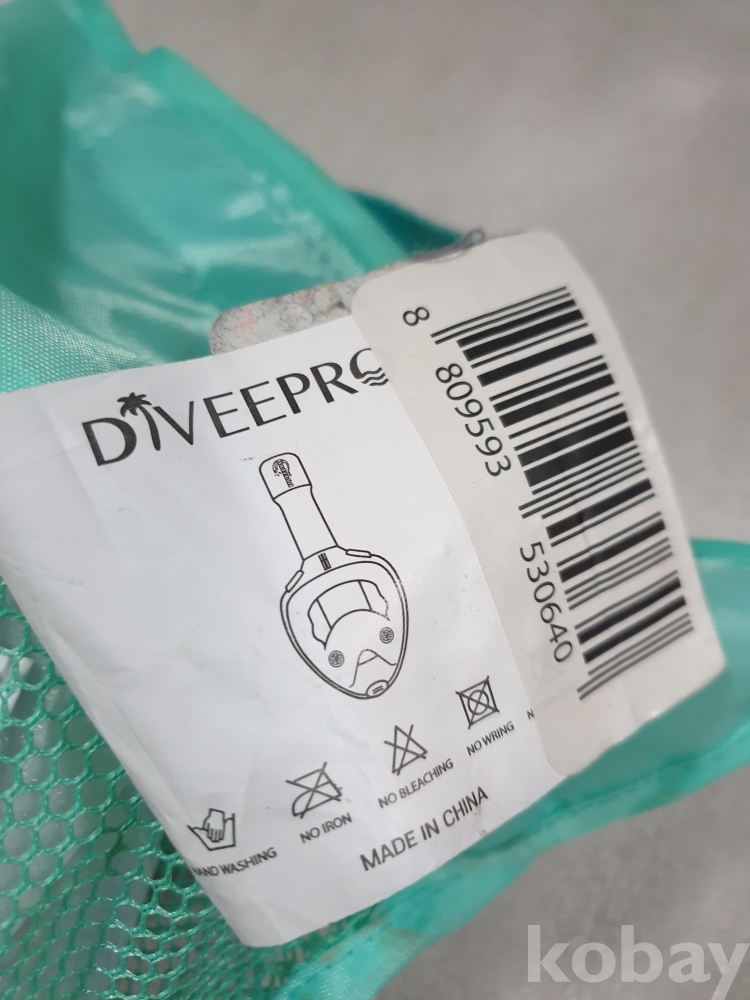 DIVEEPRO
8 809593 530640
HAND WASHING
NO IRON
NO BLEACHING
NO WRING
N
MADE IN CHINA
kobay